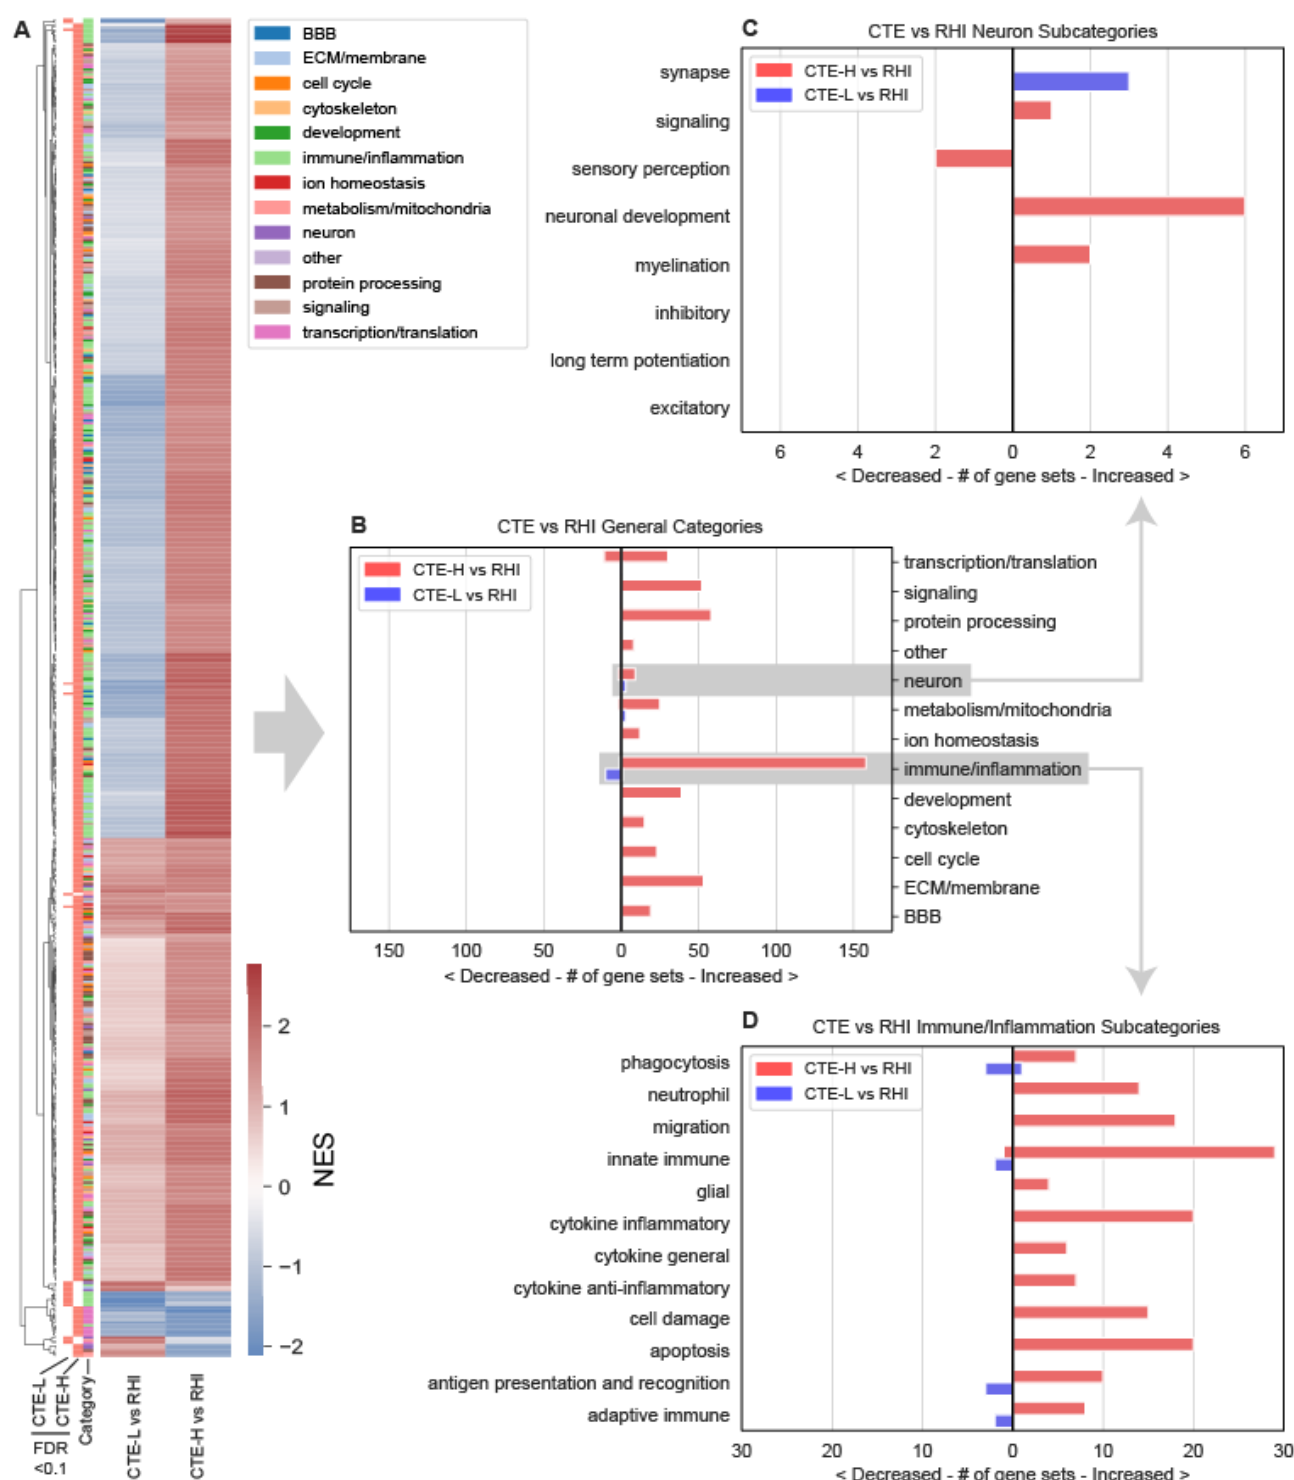 A
BBB
ECM/membrane
cell cycle
cytoskeleton
development
immune/inflammation
ion homeostasis
metabolism/mitochondria
neuron
other
protein processing
signaling
transcription/translation
NES
2
1
0
−1
−2
CTE-L
CTE-H
Category
FDR
<0.1
CTE-L vs RHI
CTE-H vs RHI
C
CTE vs RHI Neuron Subcategories
CTE-H vs RHI
CTE-L vs RHI
synapse
signaling
sensory perception
neuronal development
myelination
inhibitory
long term potentiation
excitatory
6 4 2 0 2 4 6
< Decreased - # of gene sets - Increased >
B
CTE vs RHI General Categories
CTE-H vs RHI
CTE-L vs RHI
transcription/translation
signaling
protein processing
other
neuron
metabolism/mitochondria
ion homeostasis
immune/inflammation
development
cytoskeleton
cell cycle
ECM/membrane
BBB
150 100 50 0 50 100 150
< Decreased - # of gene sets - Increased >
D
CTE vs RHI Immune/Inflammation Subcategories
CTE-H vs RHI
CTE-L vs RHI
phagocytosis
neutrophil
migration
innate immune
glial
cytokine inflammatory
cytokine general
cytokine anti-inflammatory
cell damage
apoptosis
antigen presentation and recognition
adaptive immune
30 20 10 0 10 20 30
< Decreased - # of gene sets - Increased >